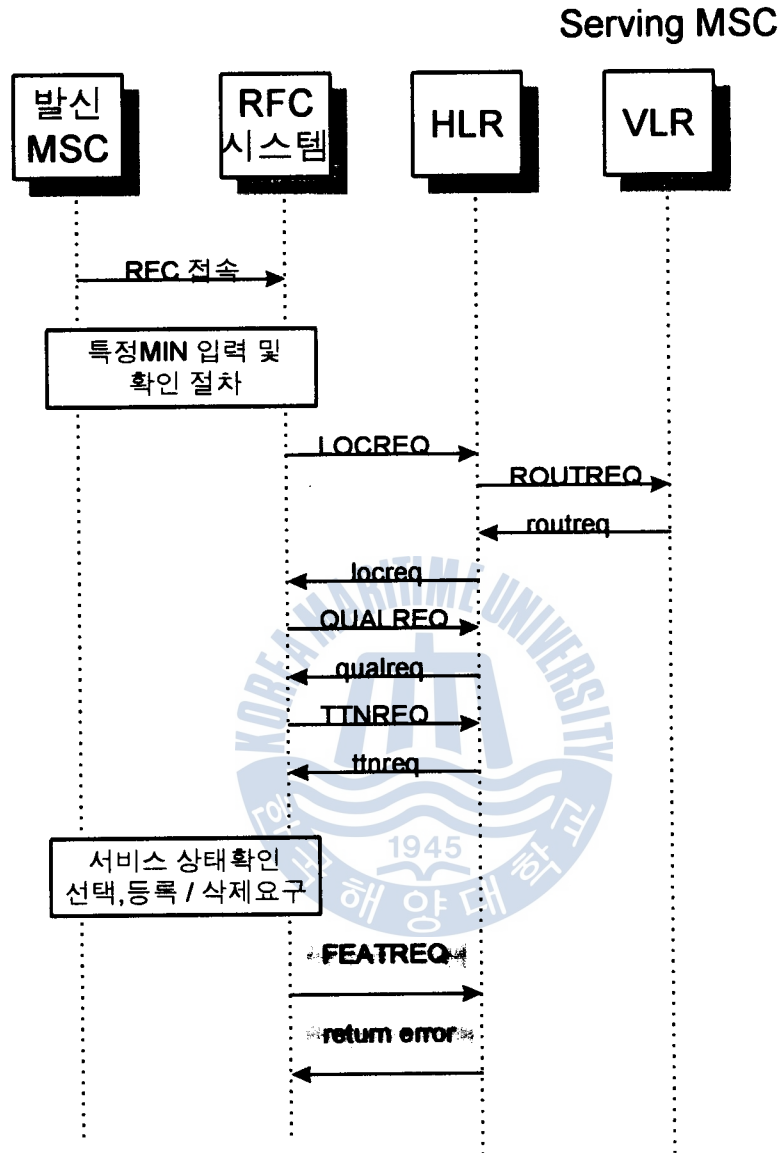 Serving MSC
발신
MSC
RFC
시스템
HLR
VLR
RFC 접속
특정MIN 입력 및
확인 절차
LOCREQ
ROUTREQ
routreq
locreq
QUALREQ
qualreq
TTNREQ
ttnreq
서비스 상태확인
선택,등록 / 삭제요구
FEATREQ
return error
KOREA MARITIME UNIVERSITY
1945
한국해양대학교